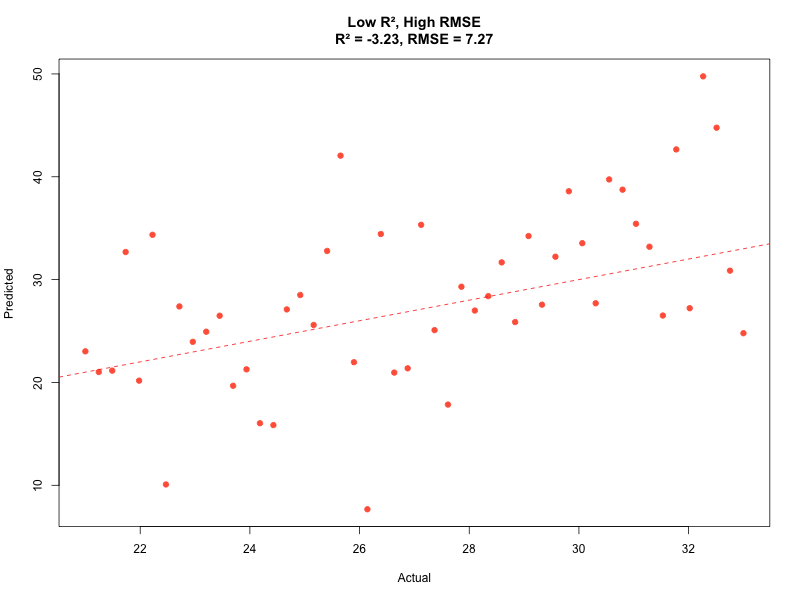 Low R², High RMSE
R² = -3.23, RMSE = 7.27
50
40
30
20
10
Predicted
22 24 26 28 30 32
Actual